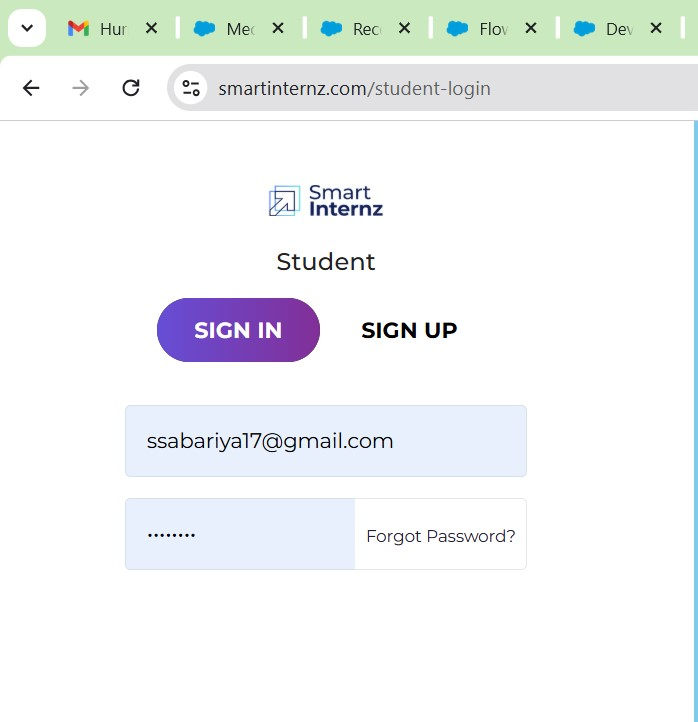 Hur Mec Rec Flov Dev
smartinternz.com/student-login
Smart
Internz
Student
SIGN IN SIGN UP
ssabariya17@gmail.com
•••••••• Forgot Password?